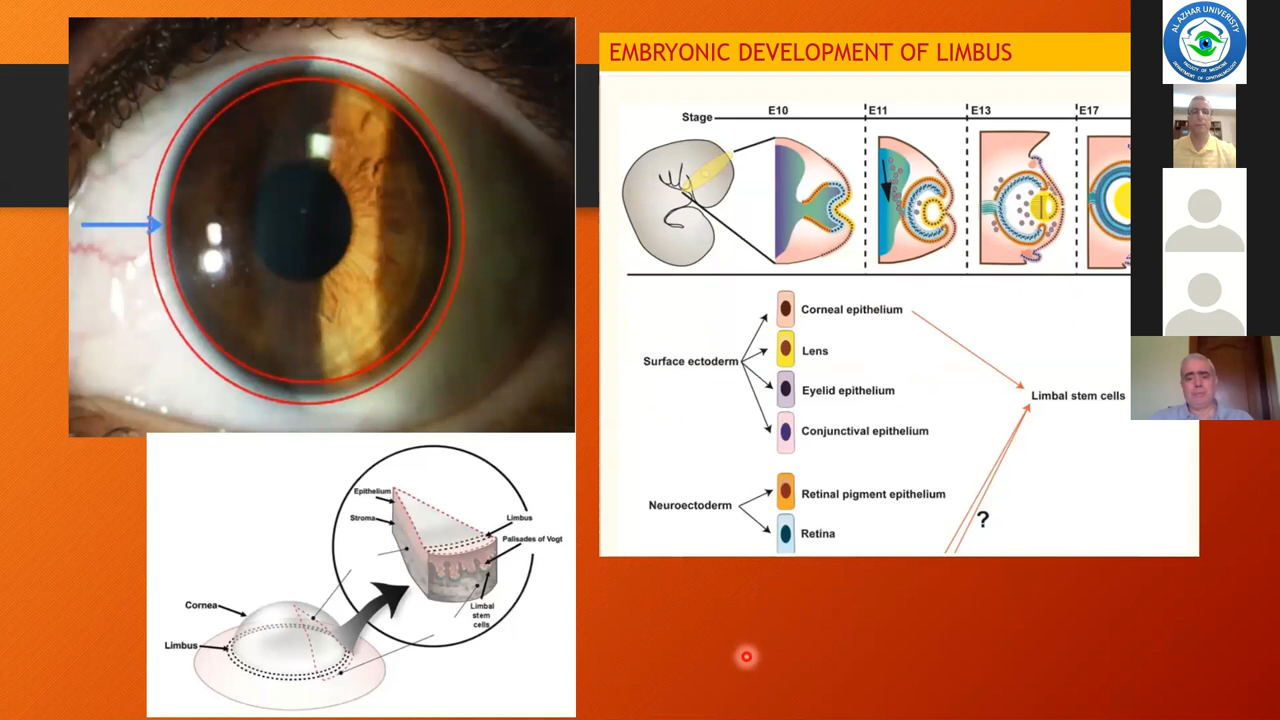 EMBRYONIC DEVELOPMENT OF LIMBUS
Stage
E10
E11
E13
E17
Surface ectoderm
Corneal epithelium
Lens
Eyelid epithelium
Conjunctival epithelium
Limbal stem cells
Neuroectoderm
Retinal pigment epithelium
Retina
?
Epithelium
Stroma
Limbus
Palisades of Vogt
Limbal
stem
cells
Cornea
Limbus
AL AZHAR UNIVERISTY
FACULTY OF MEDICINE
DEPARTMENT OF OPHTHALMOLOGY